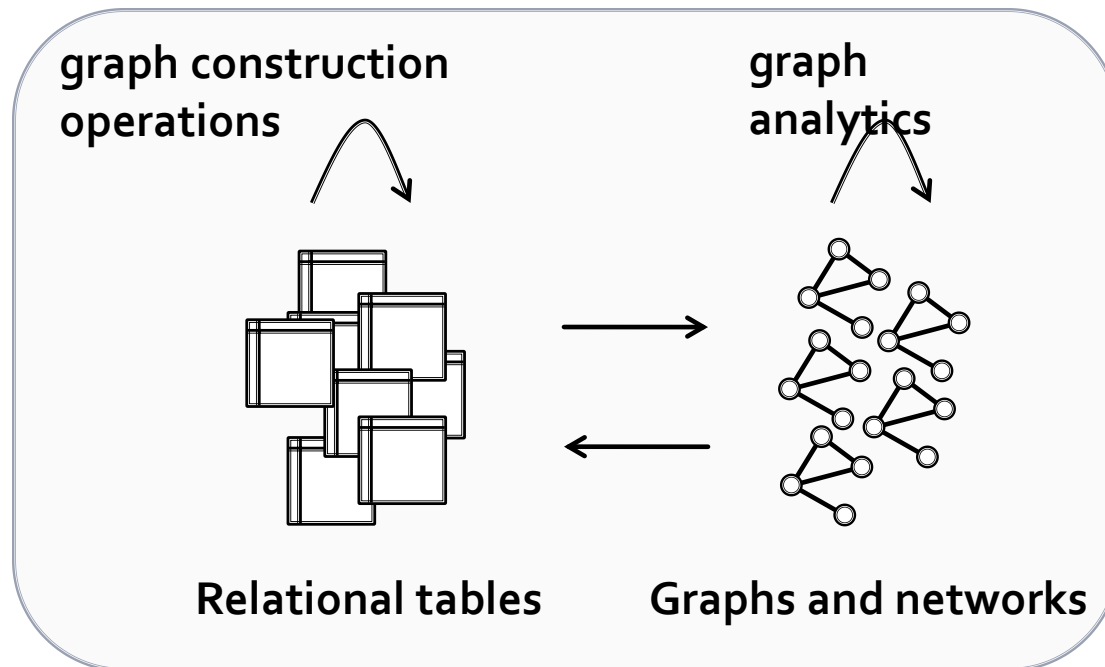 graph construction
operations
graph
analytics
Relational tables
Graphs and networks